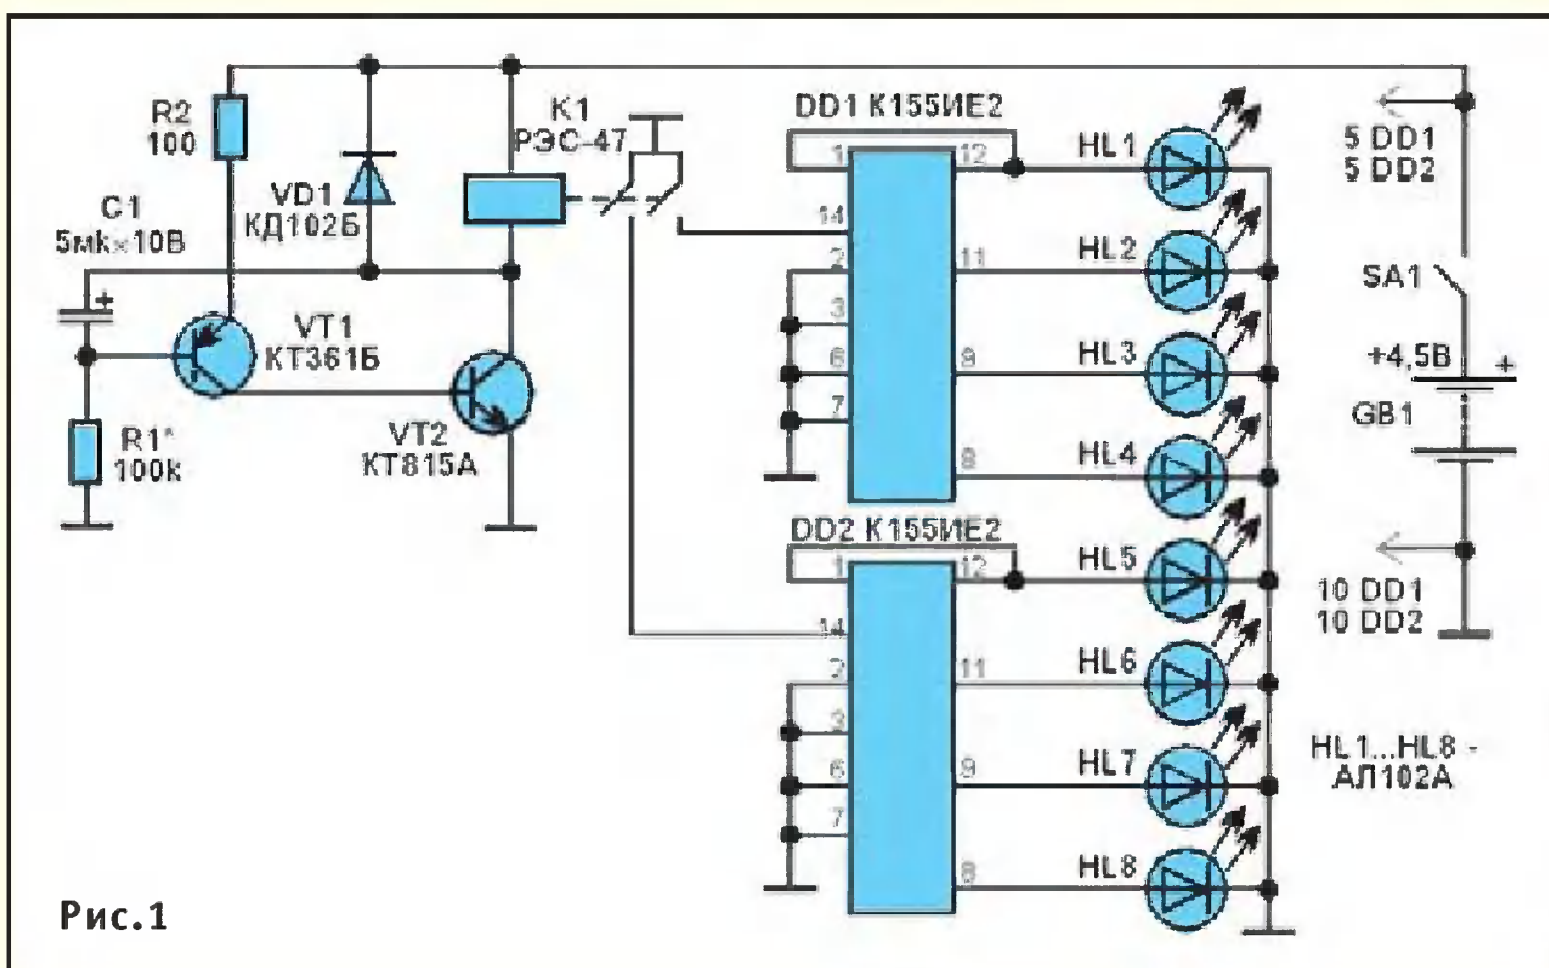 R2
100
C1
5мк×10В
VD1
КД102Б
K1
РЭС-47
VT1
КТ361Б
R1*
100k
VT2
КТ815А
DD1 К155ИЕ2
1
12
14
2
11
3
6
9
7
8
DD2 К155ИЕ2
1
12
14
2
11
3
6
9
7
8
HL1
HL2
HL3
HL4
HL5
HL6
HL7
HL8
5 DD1
5 DD2
SA1
+4,5В
+
GB1
10 DD1
10 DD2
HL1...HL8 -
АЛ102А
+
Рис.1